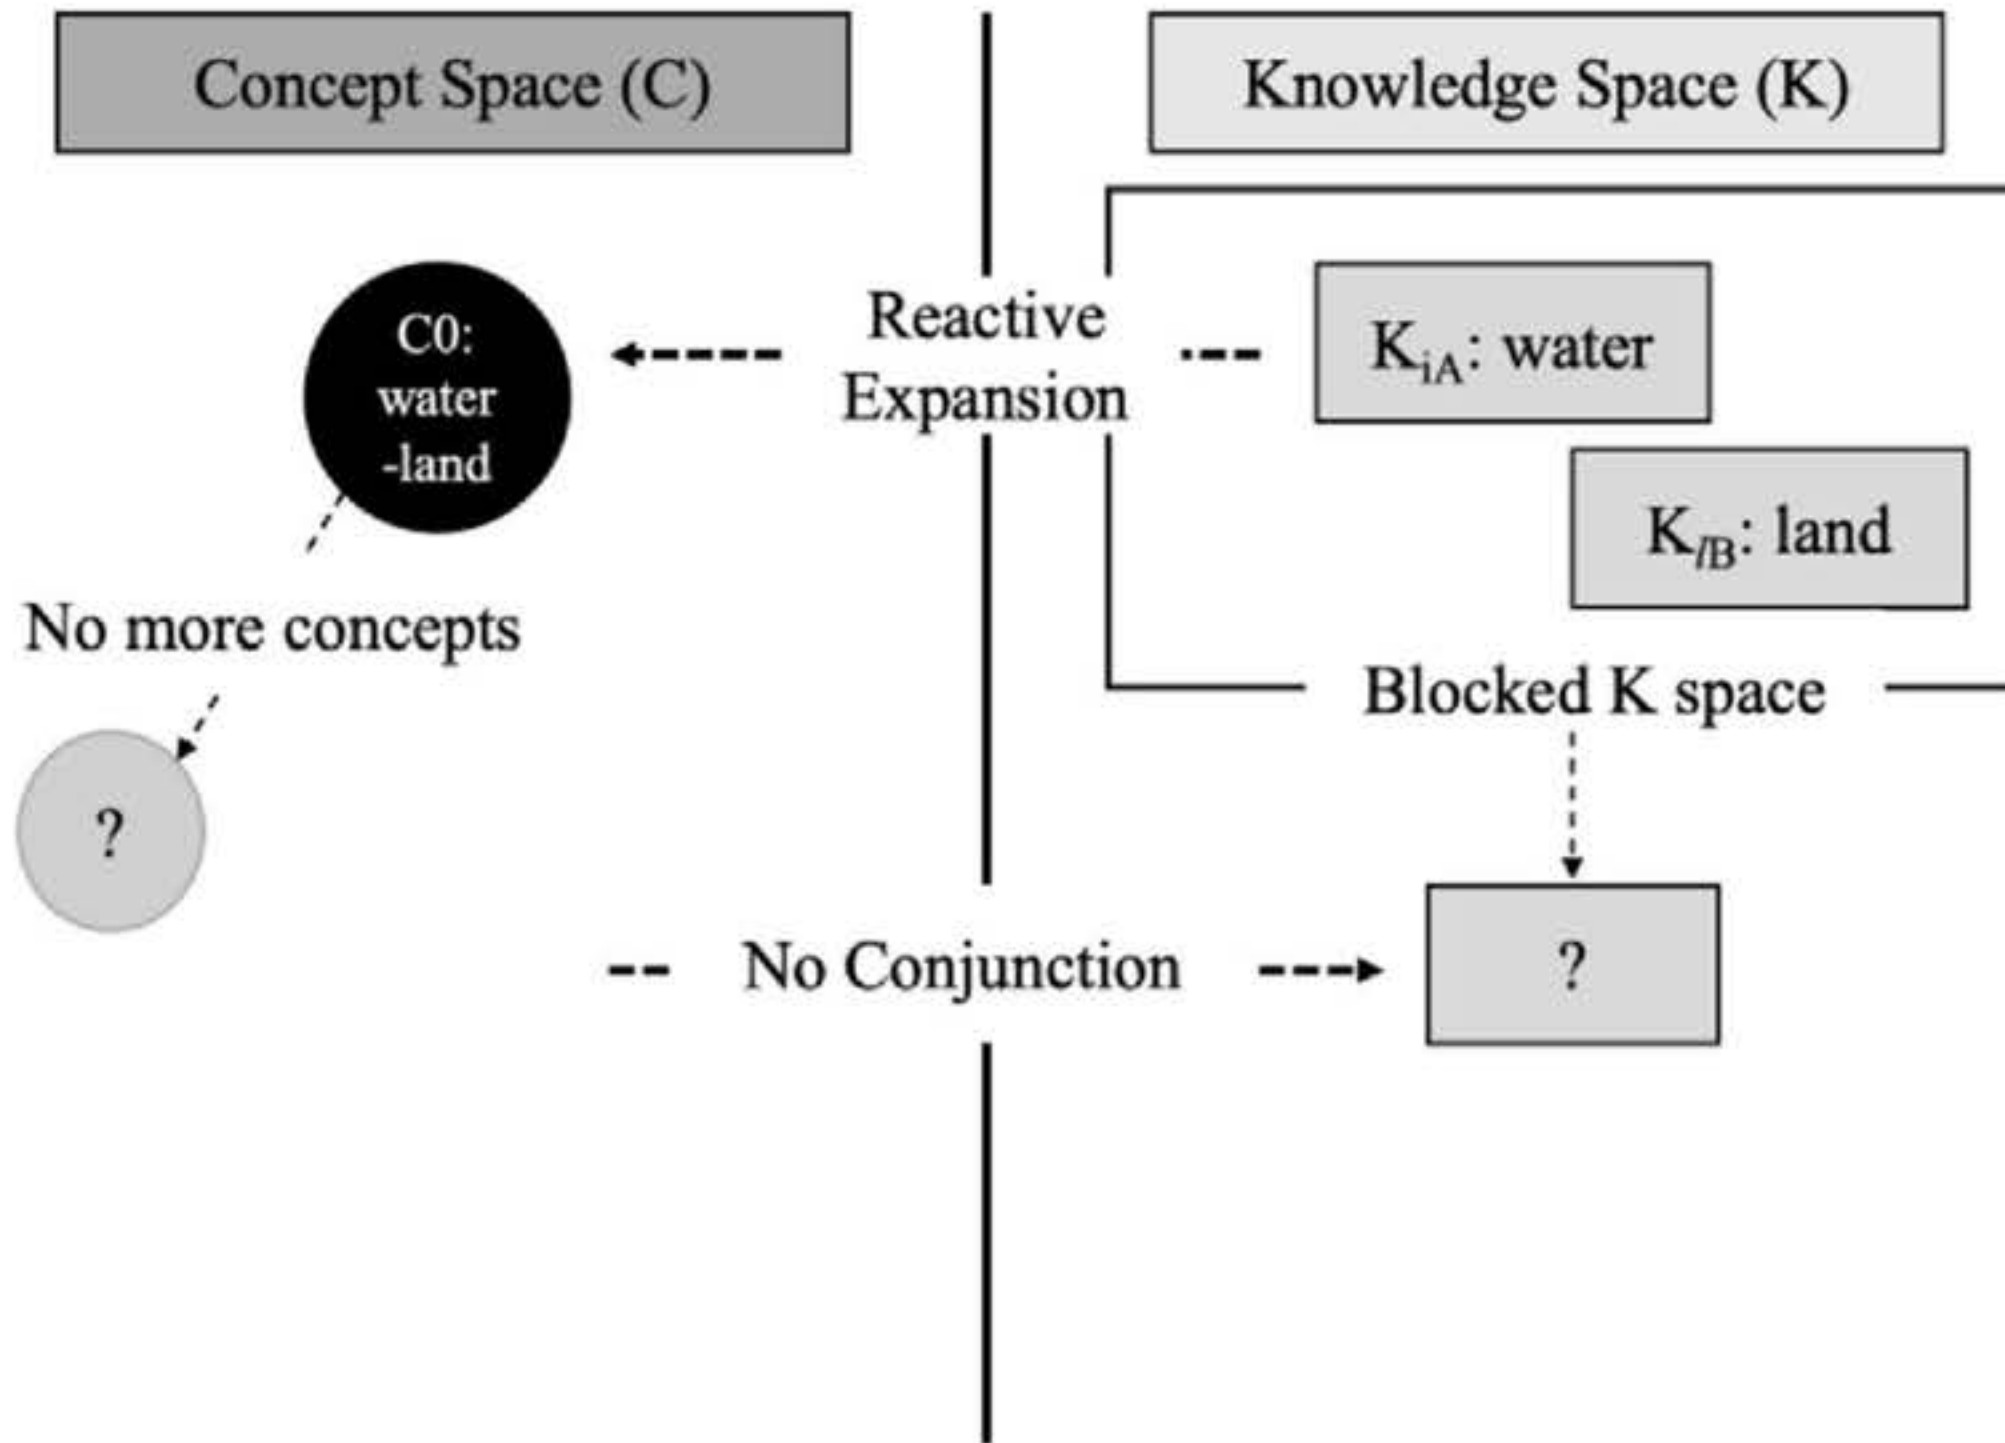 Concept Space (C)
Knowledge Space (K)
C0:
water
-land
Reactive
Expansion
KiA: water
KlB: land
No more concepts
Blocked K space
?
No Conjunction
?